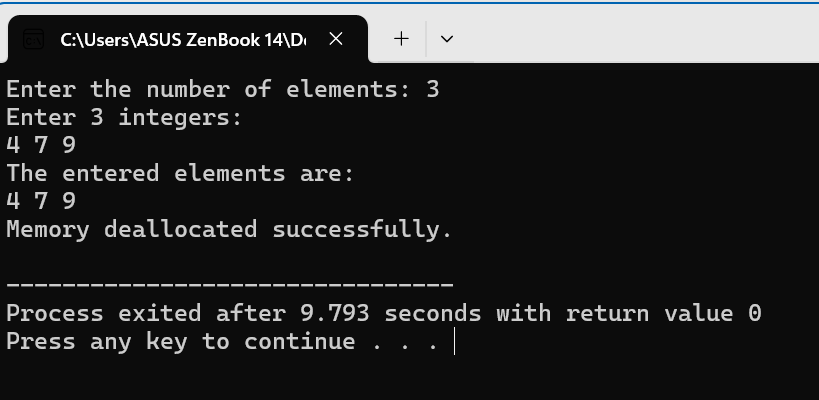 C:\Users\ASUS ZenBook 14\D
Enter the number of elements: 3
Enter 3 integers:
4 7 9
The entered elements are:
4 7 9
Memory deallocated successfully.
--------------------------------
Process exited after 9.793 seconds with return value 0
Press any key to continue . . .